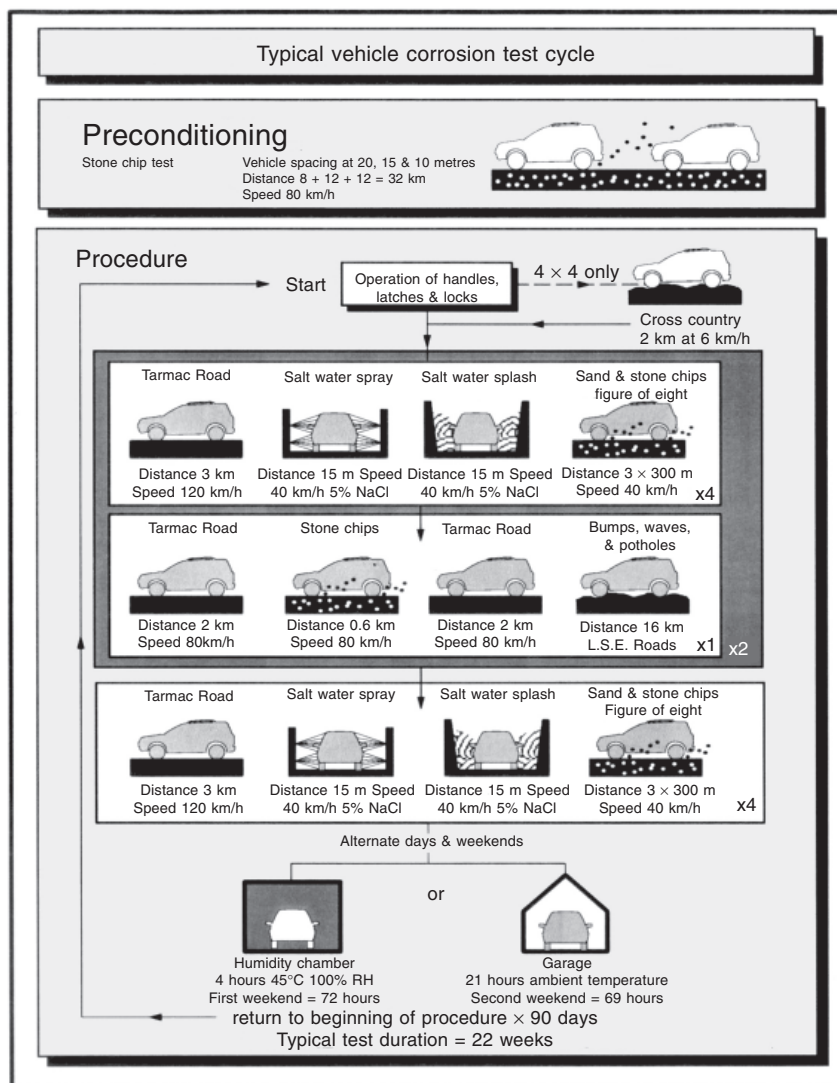 Typical vehicle corrosion test cycle
Preconditioning
Stone chip test
Vehicle spacing at 20, 15 & 10 metres
Distance 8 + 12 + 12 = 32 km
Speed 80 km/h
Procedure
Start
Operation of handles,
latches & locks
4 × 4 only
Cross country
2 km at 6 km/h
Tarmac Road
Distance 3 km
Speed 120 km/h
Salt water spray
Distance 15 m Speed
40 km/h 5% NaCl
Salt water splash
Distance 15 m Speed
40 km/h 5% NaCl
Sand & stone chips
figure of eight
Distance 3 × 300 m
Speed 40 km/h
x4
Tarmac Road
Distance 2 km
Speed 80km/h
Stone chips
Distance 0.6 km
Speed 80 km/h
Tarmac Road
Distance 2 km
Speed 80 km/h
Bumps, waves,
& potholes
Distance 16 km
L.S.E. Roads
x1
x2
Tarmac Road
Distance 3 km
Speed 120 km/h
Salt water spray
Distance 15 m Speed
40 km/h 5% NaCl
Salt water splash
Distance 15 m Speed
40 km/h 5% NaCl
Sand & stone chips
Figure of eight
Distance 3 × 300 m
Speed 40 km/h
x4
Alternate days & weekends
or
Humidity chamber
4 hours 45°C 100% RH
First weekend = 72 hours
Garage
21 hours ambient temperature
Second weekend = 69 hours
return to beginning of procedure × 90 days
Typical test duration = 22 weeks